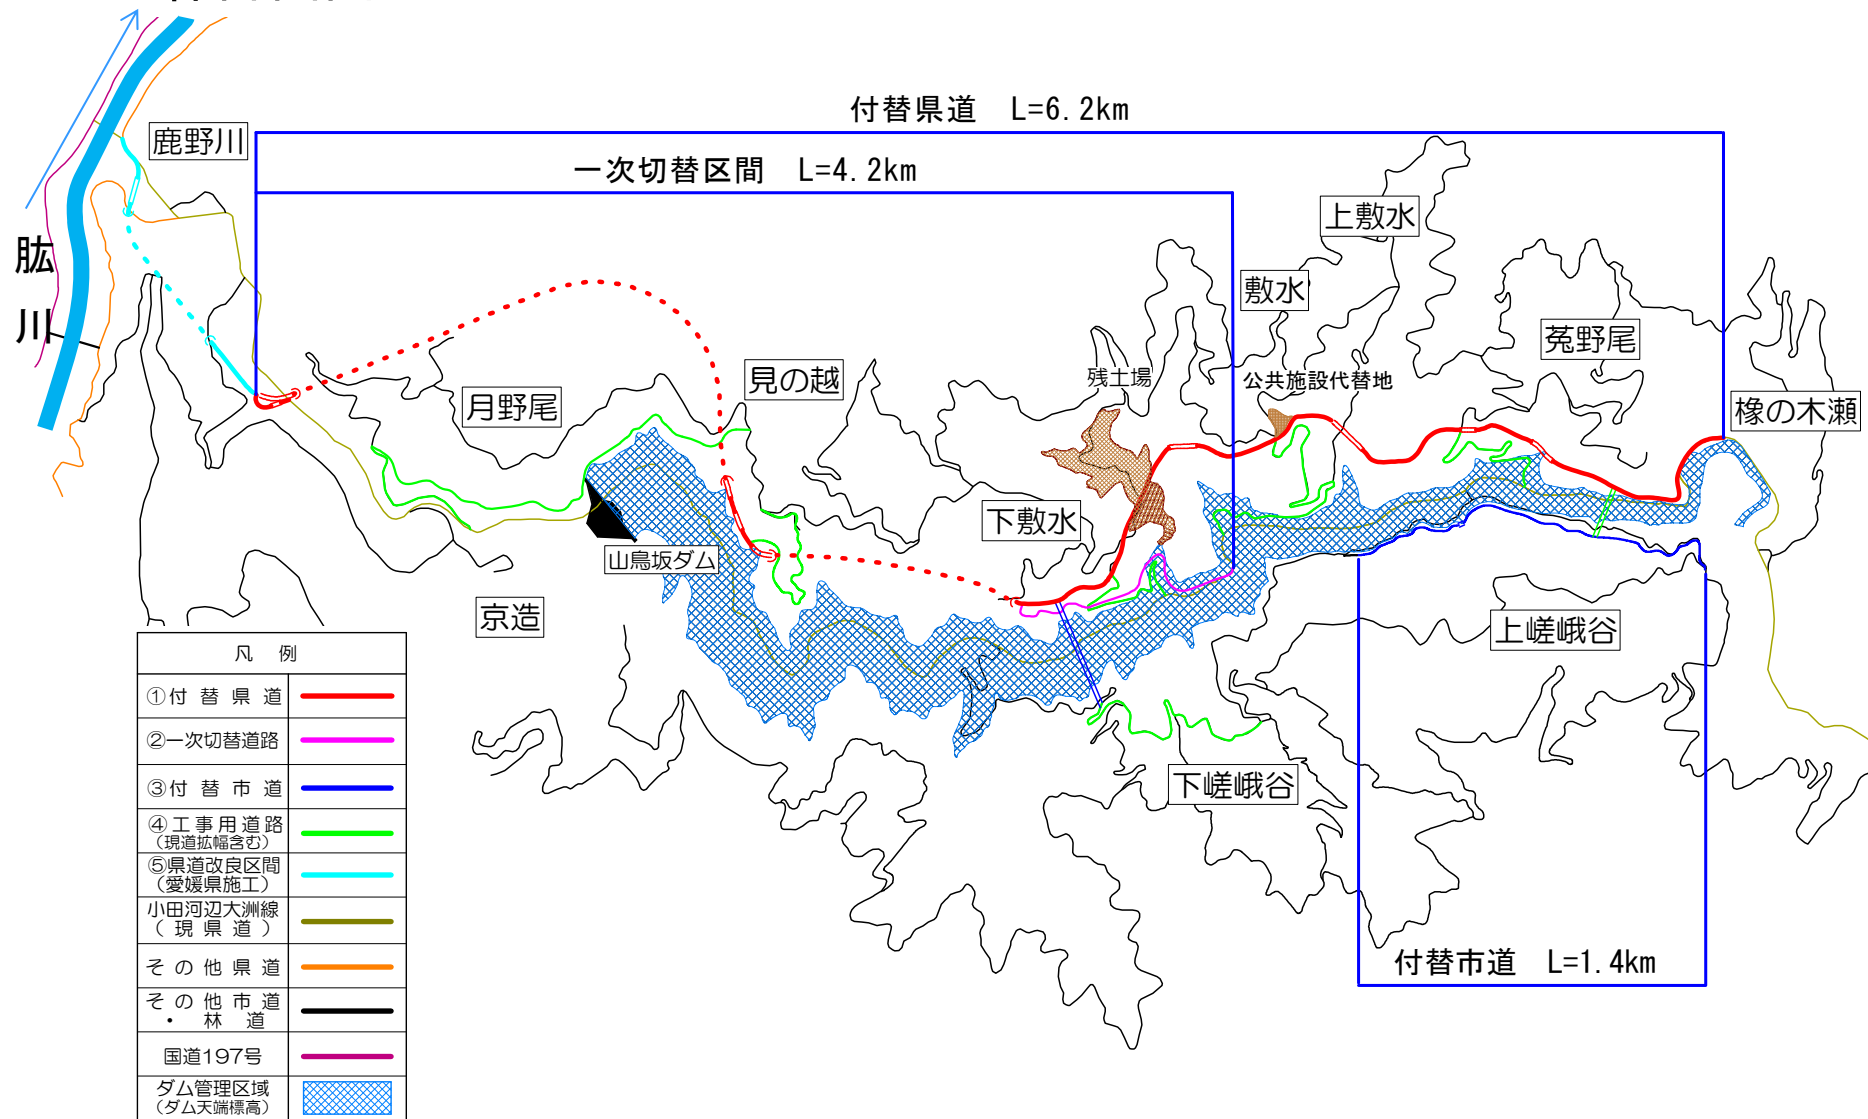 付替県道 L=6.2km
鹿野川
一次切替区間 L=4.2km
上敷水
肱川
敷水
菟野尾
見の越
残土場
公共施設代替地
月野尾
橡の木瀬
下敷水
山鳥坂ダム
京造
上嵯峨谷
下嵯峨谷
付替市道 L=1.4km
凡 例
①付 替 県 道
②一次切替道路
③付 替 市 道
④工事用道路
(現道拡幅含む)
⑤県道改良区間
(愛媛県施工)
小田河辺大洲線
( 現 県 道 )
そ の 他 県 道
そ の 他 市 道
・ 林 道
国道197号
ダム管理区域
(ダム天端標高)